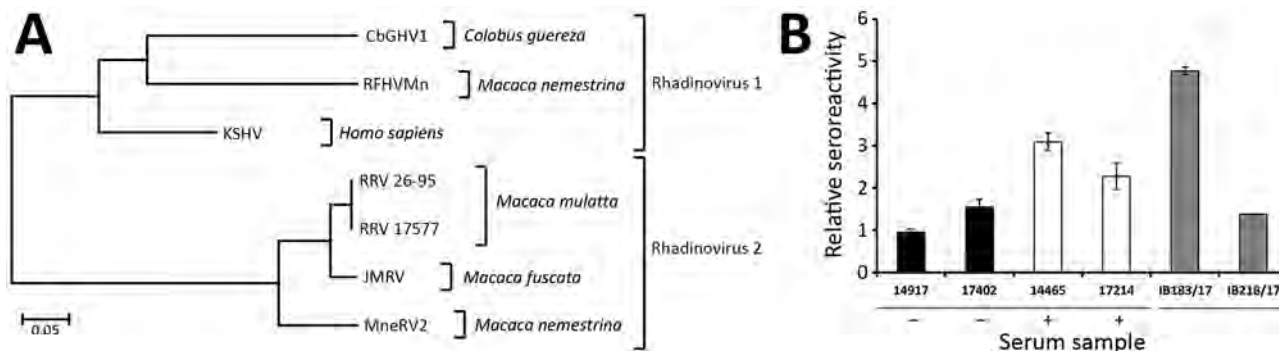 A
CbGHV1 Colobus guereza
RFHVMn Macaca nemestrina
Rhadinovirus 1
KSHV Homo sapiens
RRV 26-95
Macaca mulatta
RRV 17577
Rhadinovirus 2
JMRV Macaca fuscata
MneRV2 Macaca nemestrina
0.05
B
Relative seroreactivity
6
5
4
3
2
1
0
14917 17402 14465 17214 IB183/17 IB218/17
– – + +
Serum sample